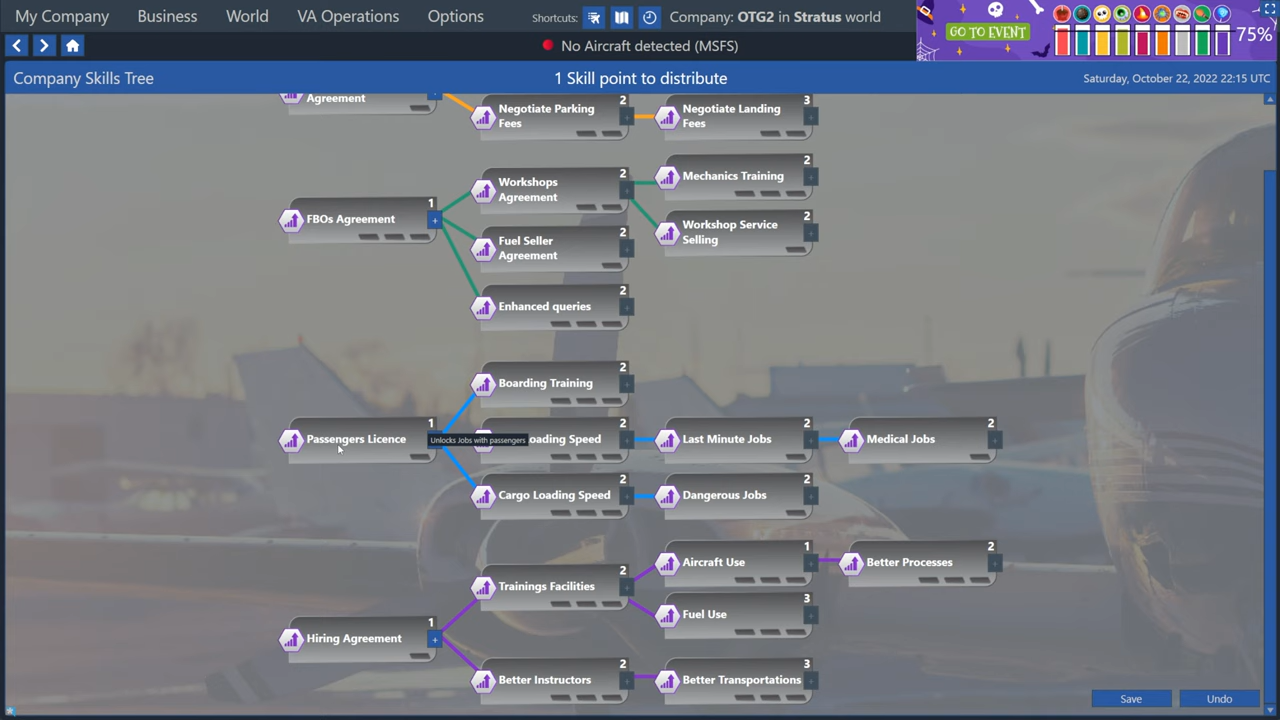 My Company
Business
World
VA Operations
Options
Shortcuts:
Company: OTG2 in Stratus world
GO TO EVENT
75%
No Aircraft detected (MSFS)
Company Skills Tree
1 Skill point to distribute
Saturday, October 22, 2022 22:15 UTC
Agreement
Negotiate Parking
Fees
2
Negotiate Landing
Fees
3
FBOs Agreement
1
+
Workshops
Agreement
2
Mechanics Training
2
Workshop Service
Selling
2
Fuel Seller
Agreement
2
Enhanced queries
2
Passengers Licence
1
Unlocks Jobs with passengers
Boarding Training
2
oading Speed
2
Last Minute Jobs
2
Medical Jobs
2
Cargo Loading Speed
2
Dangerous Jobs
2
Hiring Agreement
1
+
Trainings Facilities
2
Aircraft Use
1
Better Processes
2
Fuel Use
3
Better Instructors
2
Better Transportations
3
Save
Undo